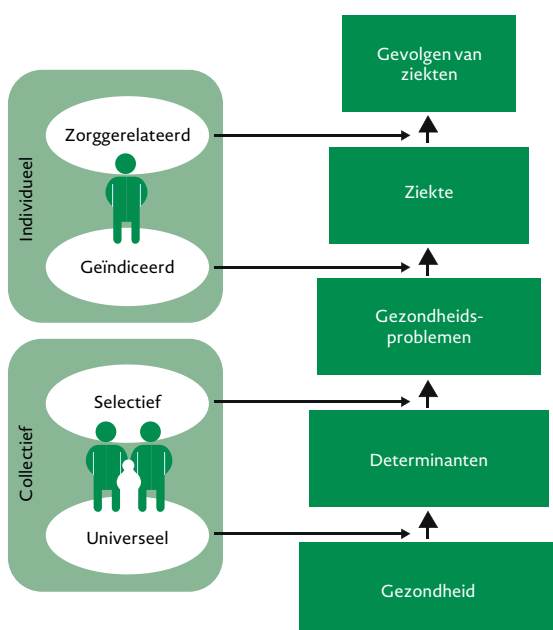 Individueel
Zorggerelateerd
Geïndiceerd
Collectief
Selectief
Universeel
Gevolgen van
ziekten
Ziekte
Gezondheids-
problemen
Determinanten
Gezondheid